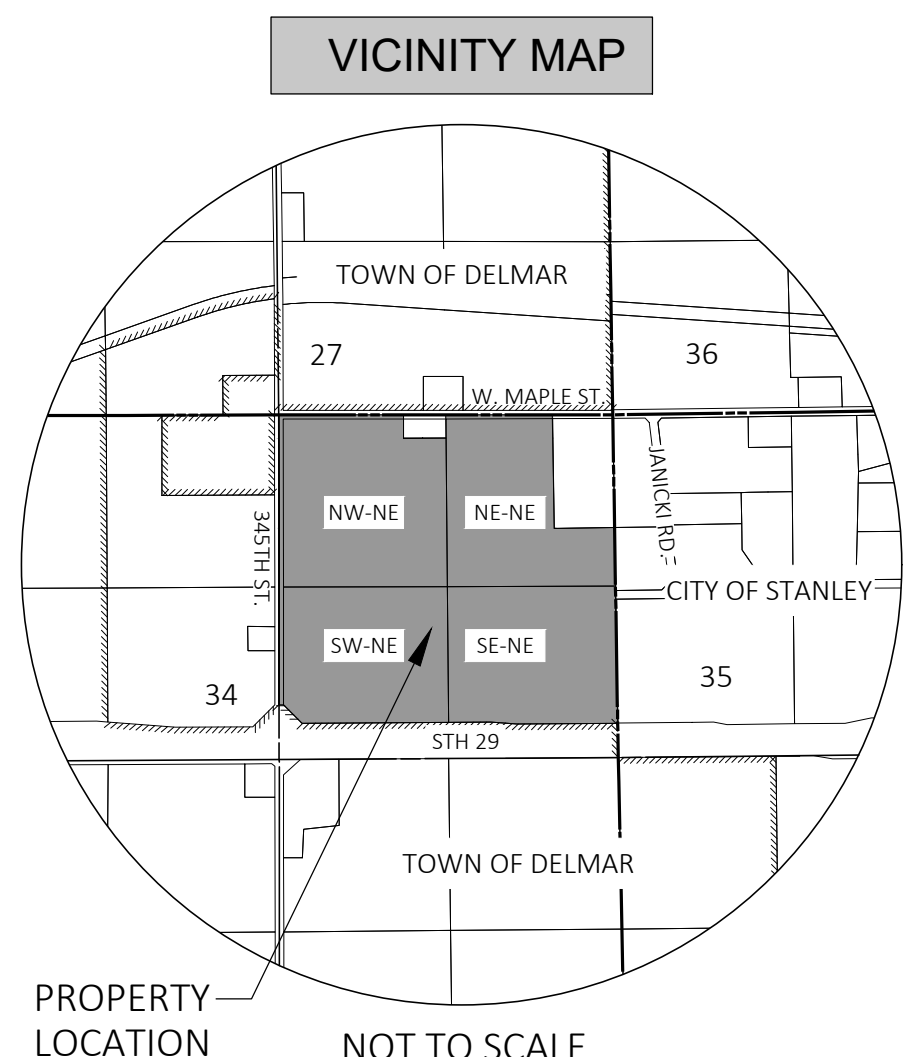 VICINITY MAP
TOWN OF DELMAR
27
36
W. MAPLE ST.
JANICKI RD.
NW-NE
NE-NE
345TH ST.
CITY OF STANLEY
SW-NE
SE-NE
34
35
STH 29
TOWN OF DELMAR
PROPERTY
LOCATION
NOT TO SCALE